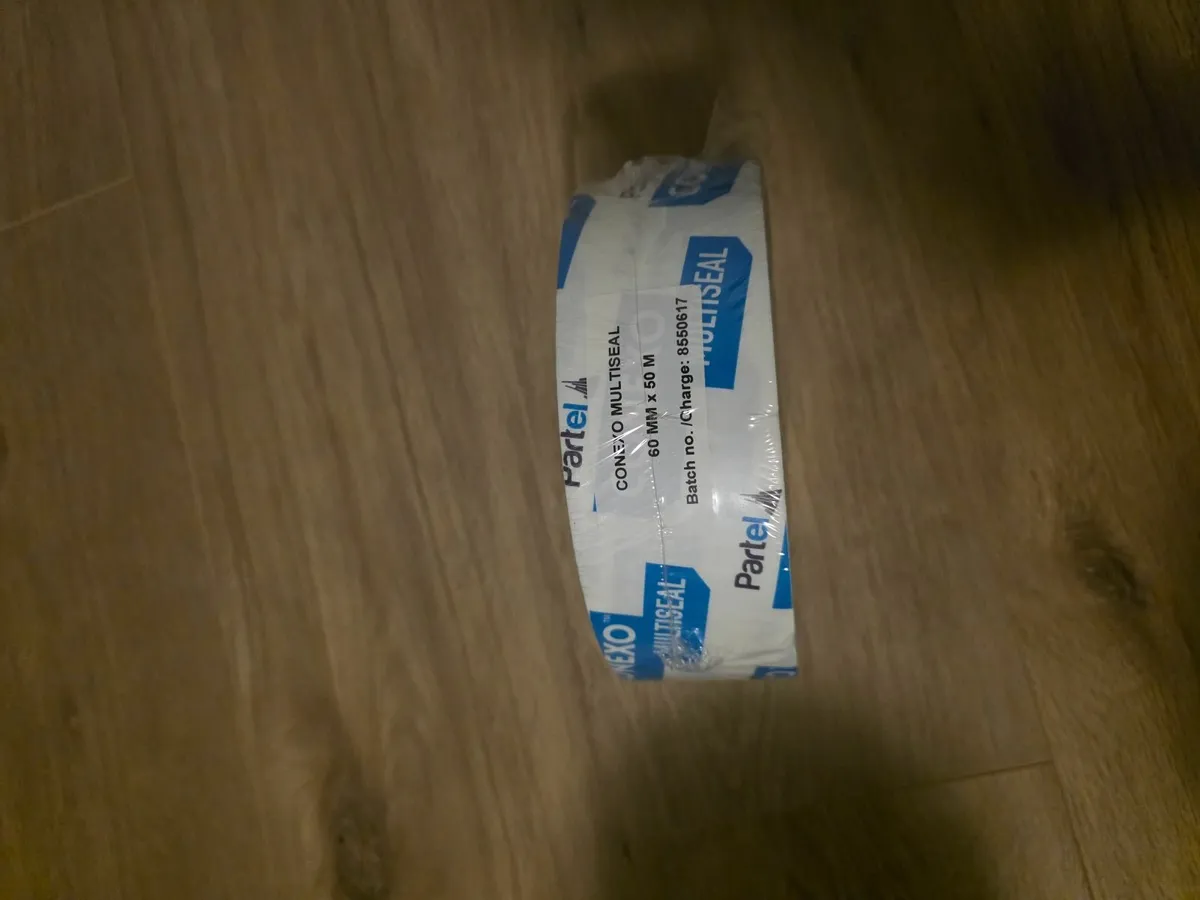 Partel
CONEXO MULTISEAL
60 MM x 50 M
Batch no. /Charge: 8550617
MULTISEAL
Partel
MULTISEAL